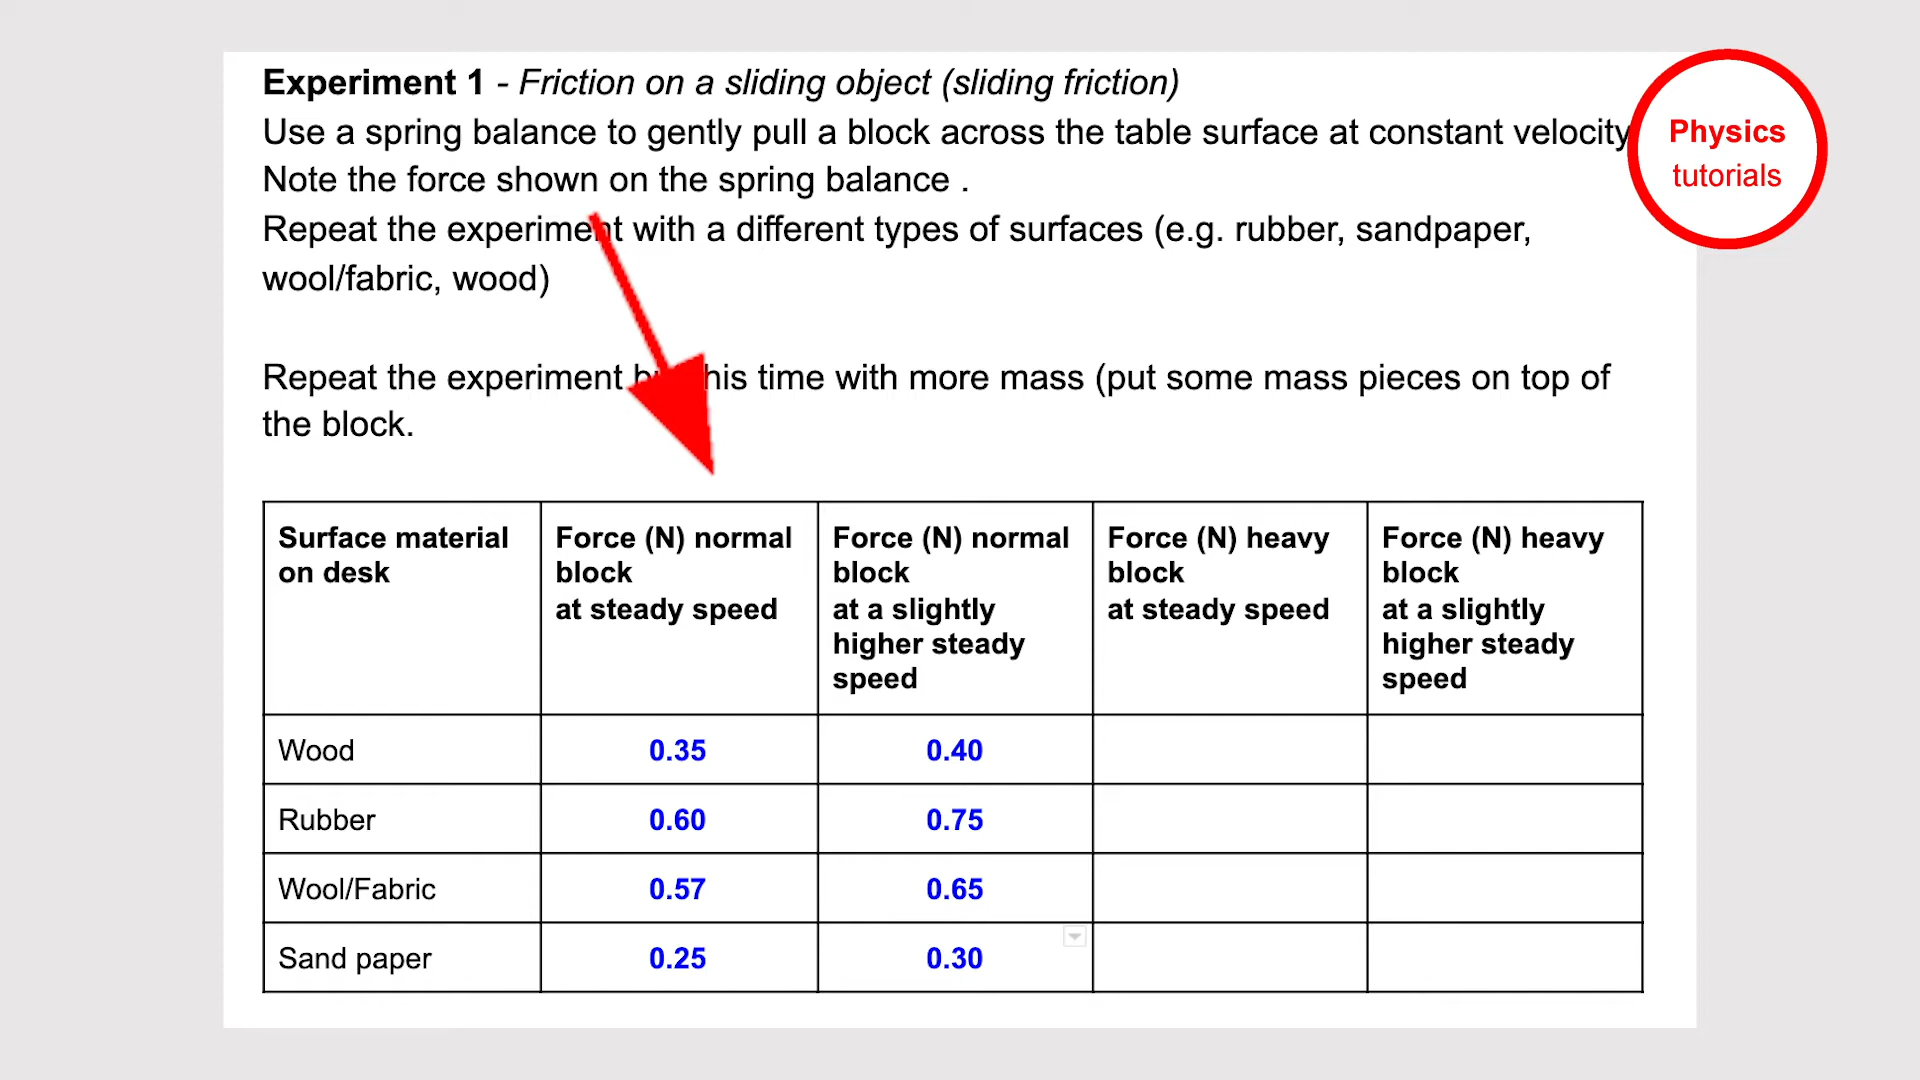 Experiment 1 - Friction on a sliding object (sliding friction)
Use a spring balance to gently pull a block across the table surface at constant velocity
Note the force shown on the spring balance .
Repeat the experiment with a different types of surfaces (e.g. rubber, sandpaper,
wool/fabric, wood)
Repeat the experiment his time with more mass (put some mass pieces on top of
the block.
Physics
tutorials
Surface material
on desk
Force (N) normal
block
at steady speed
Force (N) normal
block
at a slightly
higher steady
speed
Force (N) heavy
block
at steady speed
Force (N) heavy
block
at a slightly
higher steady
speed
Wood 0.35 0.40
Rubber 0.60 0.75
Wool/Fabric 0.57 0.65
Sand paper 0.25 0.30